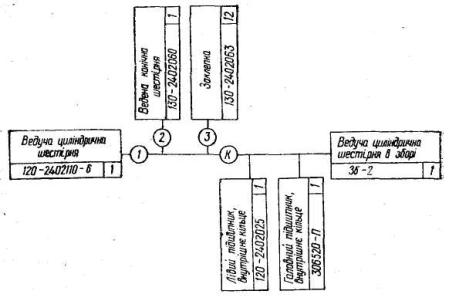 Ведена конічна
шестірня
130-2402060
1
Заклепка
130-2402063
12
Ведуча циліндрична
шестірня
120-2402110-Б
1
1
2
3
К
Ведуча циліндрична
шестірня в зборі
Зб-2
1
Лівий підшипник,
внутрішнє кільце
120-2402025
1
Головний підшипник,
внутрішнє кільце
306520-П
1